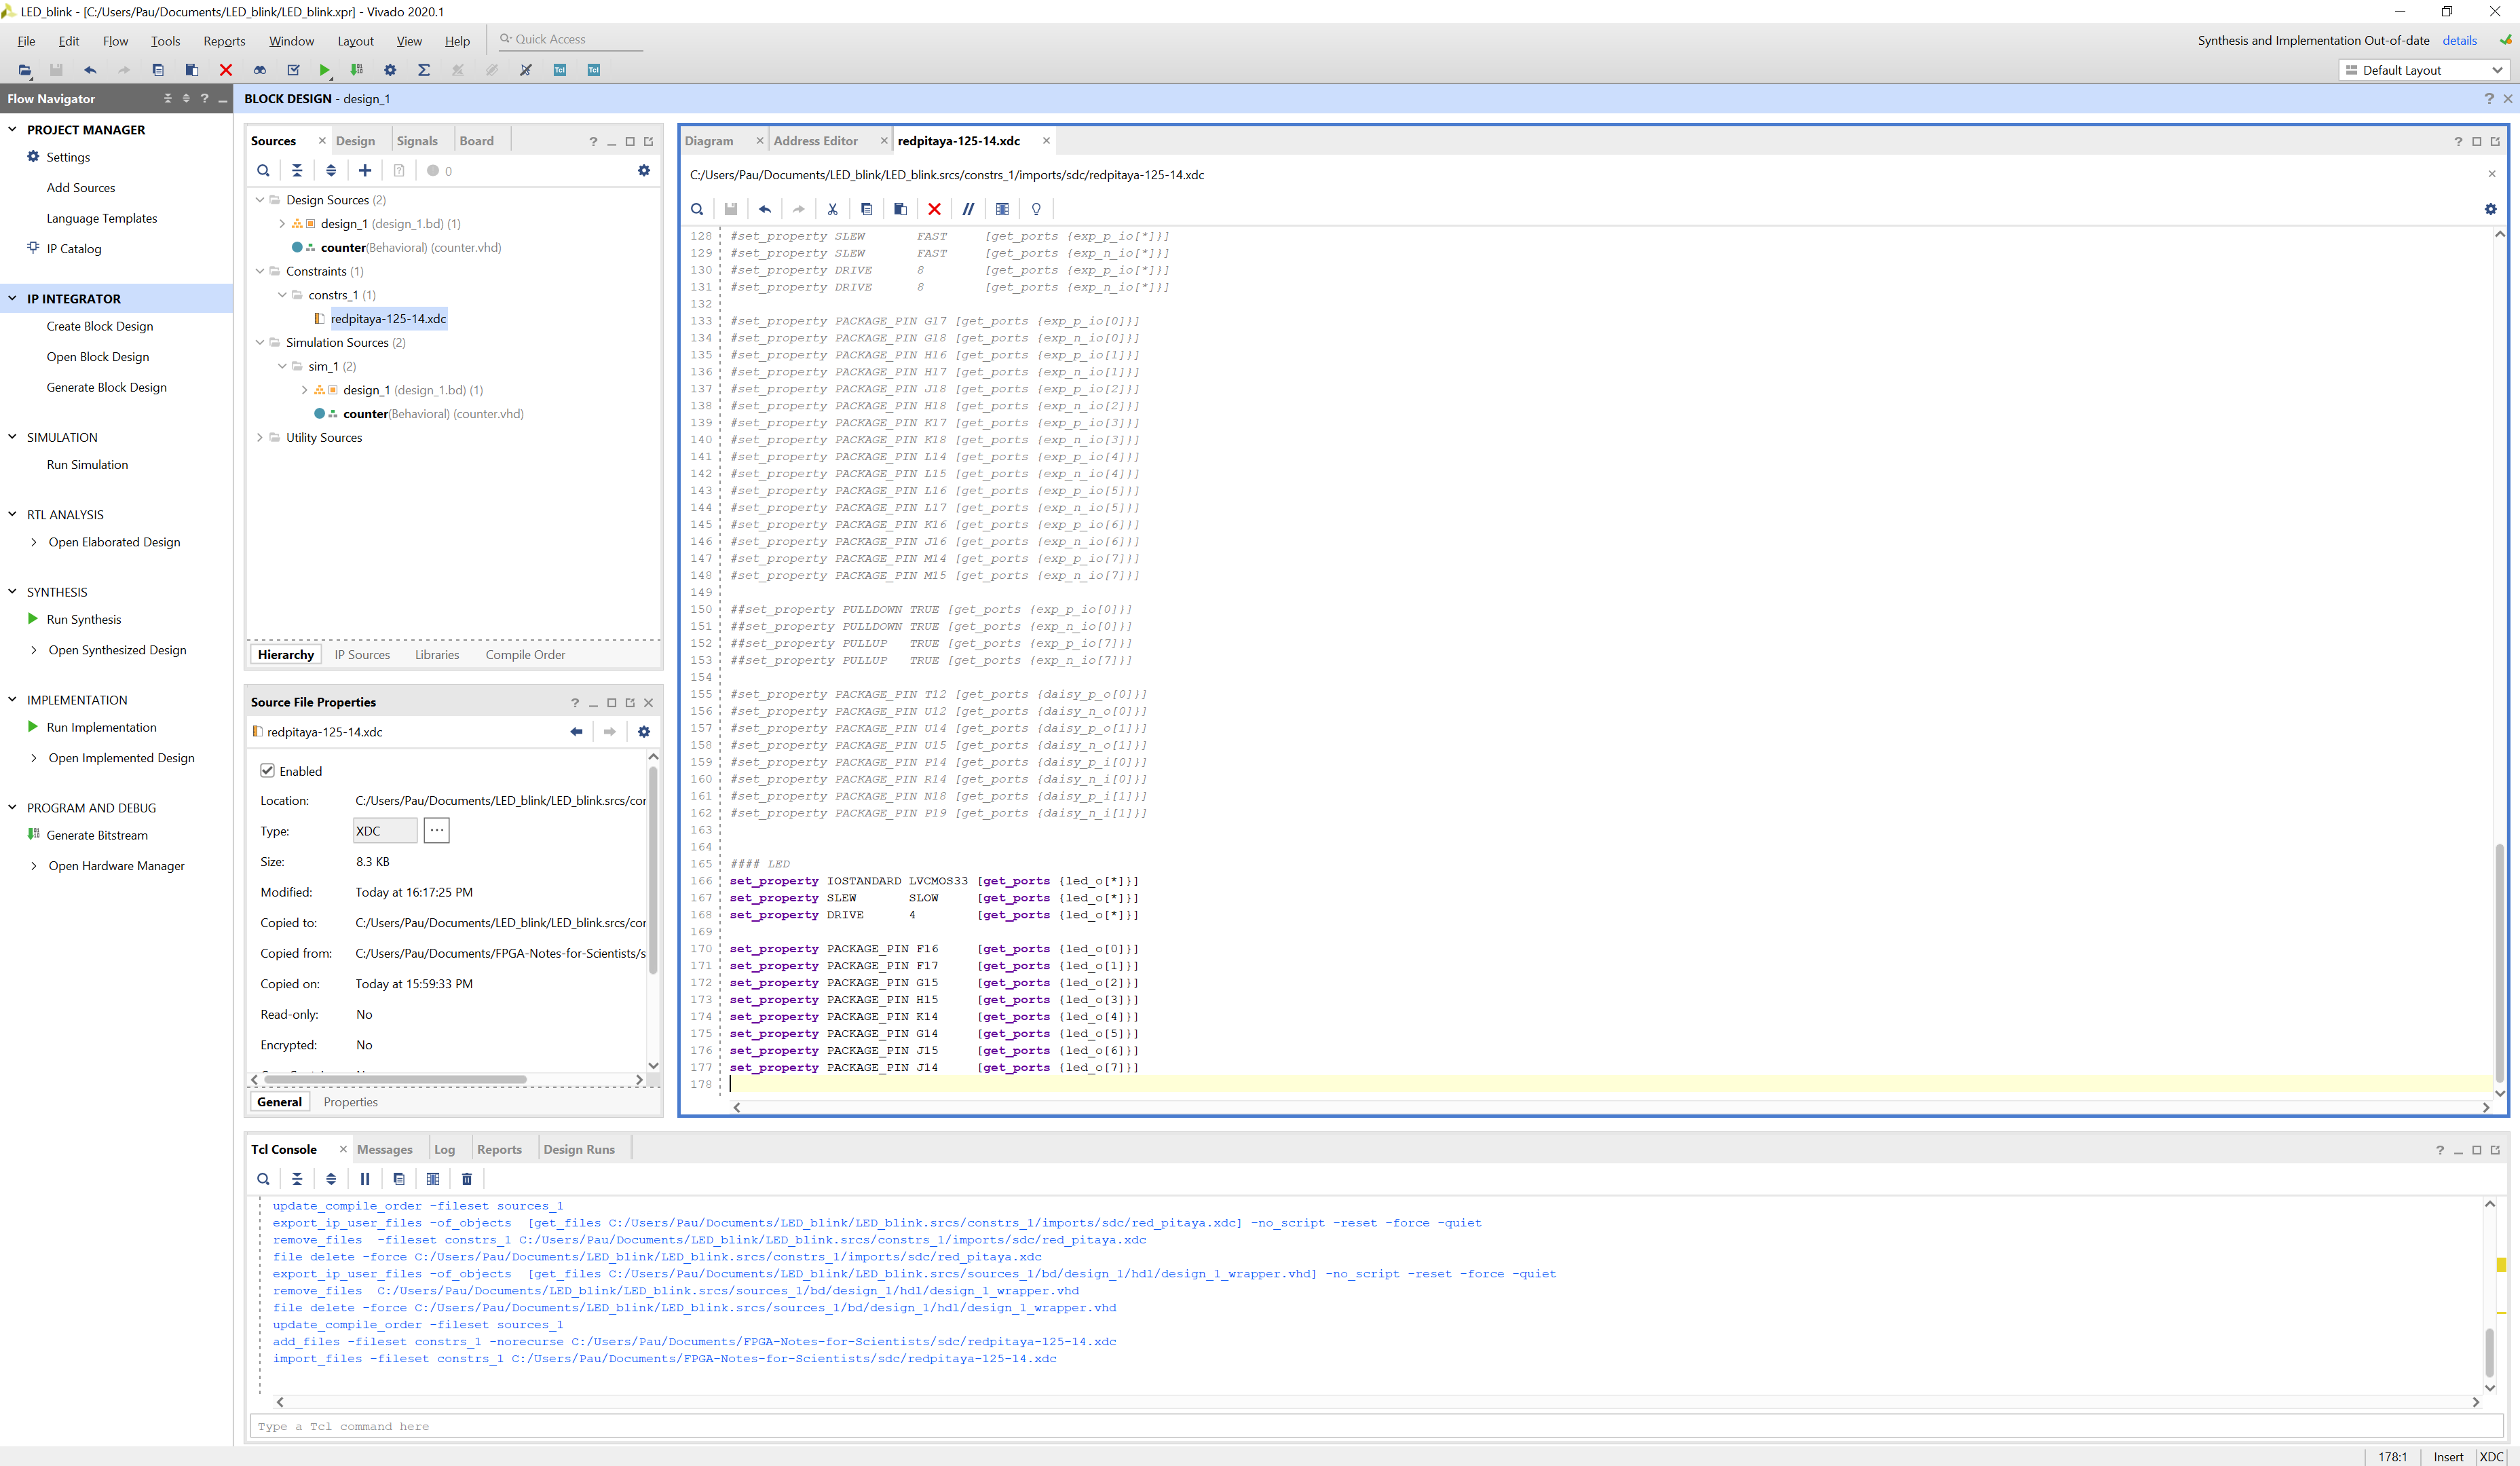 LED_blink - [C:/Users/Pau/Documents/LED_blink/LED_blink.xpr] - Vivado 2020.1
File Edit Flow Tools Reports Window Layout View Help Quick Access
Synthesis and Implementation Out-of-date details
Default Layout
Flow Navigator
PROJECT MANAGER
Settings
Add Sources
Language Templates
IP Catalog
IP INTEGRATOR
Create Block Design
Open Block Design
Generate Block Design
SIMULATION
Run Simulation
RTL ANALYSIS
Open Elaborated Design
SYNTHESIS
Run Synthesis
Open Synthesized Design
IMPLEMENTATION
Run Implementation
Open Implemented Design
PROGRAM AND DEBUG
Generate Bitstream
Open Hardware Manager
BLOCK DESIGN - design_1
Sources Design Signals Board
0
Design Sources (2)
design_1 (design_1.bd) (1)
counter(Behavioral) (counter.vhd)
Constraints (1)
constrs_1 (1)
redpitaya-125-14.xdc
Simulation Sources (2)
sim_1 (2)
design_1 (design_1.bd) (1)
counter(Behavioral) (counter.vhd)
Utility Sources
Hierarchy IP Sources Libraries Compile Order
Source File Properties
redpitaya-125-14.xdc
Enabled
Location: C:/Users/Pau/Documents/LED_blink/LED_blink.srcs/cor
Type: XDC ...
Size: 8.3 KB
Modified: Today at 16:17:25 PM
Copied to: C:/Users/Pau/Documents/LED_blink/LED_blink.srcs/cor
Copied from: C:/Users/Pau/Documents/FPGA-Notes-for-Scientists/s
Copied on: Today at 15:59:33 PM
Read-only: No
Encrypted: No
General Properties
Diagram Address Editor redpitaya-125-14.xdc
C:/Users/Pau/Documents/LED_blink/LED_blink.srcs/constrs_1/imports/sdc/redpitaya-125-14.xdc
128 #set_property SLEW FAST [get_ports {exp_p_io[*]}]
129 #set_property SLEW FAST [get_ports {exp_n_io[*]}]
130 #set_property DRIVE 8 [get_ports {exp_p_io[*]}]
131 #set_property DRIVE 8 [get_ports {exp_n_io[*]}]
132
133 #set_property PACKAGE_PIN G17 [get_ports {exp_p_io[0]}]
134 #set_property PACKAGE_PIN G18 [get_ports {exp_n_io[0]}]
135 #set_property PACKAGE_PIN H16 [get_ports {exp_p_io[1]}]
136 #set_property PACKAGE_PIN H17 [get_ports {exp_n_io[1]}]
137 #set_property PACKAGE_PIN J18 [get_ports {exp_p_io[2]}]
138 #set_property PACKAGE_PIN H18 [get_ports {exp_n_io[2]}]
139 #set_property PACKAGE_PIN K17 [get_ports {exp_p_io[3]}]
140 #set_property PACKAGE_PIN K18 [get_ports {exp_n_io[3]}]
141 #set_property PACKAGE_PIN L14 [get_ports {exp_p_io[4]}]
142 #set_property PACKAGE_PIN L15 [get_ports {exp_n_io[4]}]
143 #set_property PACKAGE_PIN L16 [get_ports {exp_p_io[5]}]
144 #set_property PACKAGE_PIN L17 [get_ports {exp_n_io[5]}]
145 #set_property PACKAGE_PIN K16 [get_ports {exp_p_io[6]}]
146 #set_property PACKAGE_PIN J16 [get_ports {exp_n_io[6]}]
147 #set_property PACKAGE_PIN M14 [get_ports {exp_p_io[7]}]
148 #set_property PACKAGE_PIN M15 [get_ports {exp_n_io[7]}]
149
150 ##set_property PULLDOWN TRUE [get_ports {exp_p_io[0]}]
151 ##set_property PULLDOWN TRUE [get_ports {exp_n_io[0]}]
152 ##set_property PULLUP TRUE [get_ports {exp_p_io[7]}]
153 ##set_property PULLUP TRUE [get_ports {exp_n_io[7]}]
154
155 #set_property PACKAGE_PIN T12 [get_ports {daisy_p_o[0]}]
156 #set_property PACKAGE_PIN U12 [get_ports {daisy_n_o[0]}]
157 #set_property PACKAGE_PIN U14 [get_ports {daisy_p_o[1]}]
158 #set_property PACKAGE_PIN U15 [get_ports {daisy_n_o[1]}]
159 #set_property PACKAGE_PIN P14 [get_ports {daisy_p_i[0]}]
160 #set_property PACKAGE_PIN R14 [get_ports {daisy_n_i[0]}]
161 #set_property PACKAGE_PIN N18 [get_ports {daisy_p_i[1]}]
162 #set_property PACKAGE_PIN P19 [get_ports {daisy_n_i[1]}]
163
164
165 #### LED
166 set_property IOSTANDARD LVCMOS33 [get_ports {led_o[*]}]
167 set_property SLEW SLOW [get_ports {led_o[*]}]
168 set_property DRIVE 4 [get_ports {led_o[*]}]
169
170 set_property PACKAGE_PIN F16 [get_ports {led_o[0]}]
171 set_property PACKAGE_PIN F17 [get_ports {led_o[1]}]
172 set_property PACKAGE_PIN G15 [get_ports {led_o[2]}]
173 set_property PACKAGE_PIN H15 [get_ports {led_o[3]}]
174 set_property PACKAGE_PIN K14 [get_ports {led_o[4]}]
175 set_property PACKAGE_PIN G14 [get_ports {led_o[5]}]
176 set_property PACKAGE_PIN J15 [get_ports {led_o[6]}]
177 set_property PACKAGE_PIN J14 [get_ports {led_o[7]}]
178
Tcl Console Messages Log Reports Design Runs
update_compile_order -fileset sources_1
export_ip_user_files -of_objects [get_files C:/Users/Pau/Documents/LED_blink/LED_blink.srcs/constrs_1/imports/sdc/red_pitaya.xdc] -no_script -reset -force -quiet
remove_files -fileset constrs_1 C:/Users/Pau/Documents/LED_blink/LED_blink.srcs/constrs_1/imports/sdc/red_pitaya.xdc
file delete -force C:/Users/Pau/Documents/LED_blink/LED_blink.srcs/constrs_1/imports/sdc/red_pitaya.xdc
export_ip_user_files -of_objects [get_files C:/Users/Pau/Documents/LED_blink/LED_blink.srcs/sources_1/bd/design_1/hdl/design_1_wrapper.vhd] -no_script -reset -force -quiet
remove_files C:/Users/Pau/Documents/LED_blink/LED_blink.srcs/sources_1/bd/design_1/hdl/design_1_wrapper.vhd
file delete -force C:/Users/Pau/Documents/LED_blink/LED_blink.srcs/sources_1/bd/design_1/hdl/design_1_wrapper.vhd
update_compile_order -fileset sources_1
add_files -fileset constrs_1 -norecurse C:/Users/Pau/Documents/FPGA-Notes-for-Scientists/sdc/redpitaya-125-14.xdc
import_files -fileset constrs_1 C:/Users/Pau/Documents/FPGA-Notes-for-Scientists/sdc/redpitaya-125-14.xdc
Type a Tcl command here
178:1 Insert XDC